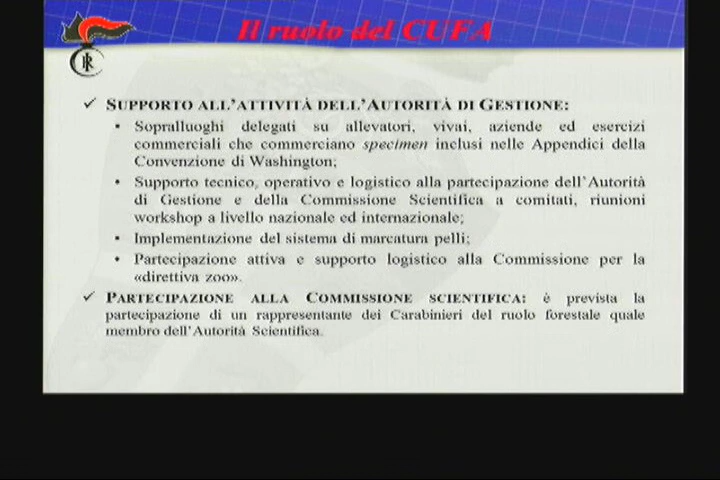 Il ruolo del CUFA
✓ SUPPORTO ALL'ATTIVITÀ DELL'AUTORITÀ DI GESTIONE:
• Sopralluoghi delegati su allevatori, vivai, aziende ed esercizi
commerciali che commerciano specimen inclusi nelle Appendici della
Convenzione di Washington;
• Supporto tecnico, operativo e logistico alla partecipazione dell'Autorità
di Gestione e della Commissione Scientifica a comitati, riunioni
workshop a livello nazionale ed internazionale;
• Implementazione del sistema di marcatura pelli;
• Partecipazione attiva e supporto logistico alla Commissione per la
«direttiva zoo».
✓ PARTECIPAZIONE ALLA COMMISSIONE SCIENTIFICA: è prevista la
partecipazione di un rappresentante dei Carabinieri del ruolo forestale quale
membro dell'Autorità Scientifica.